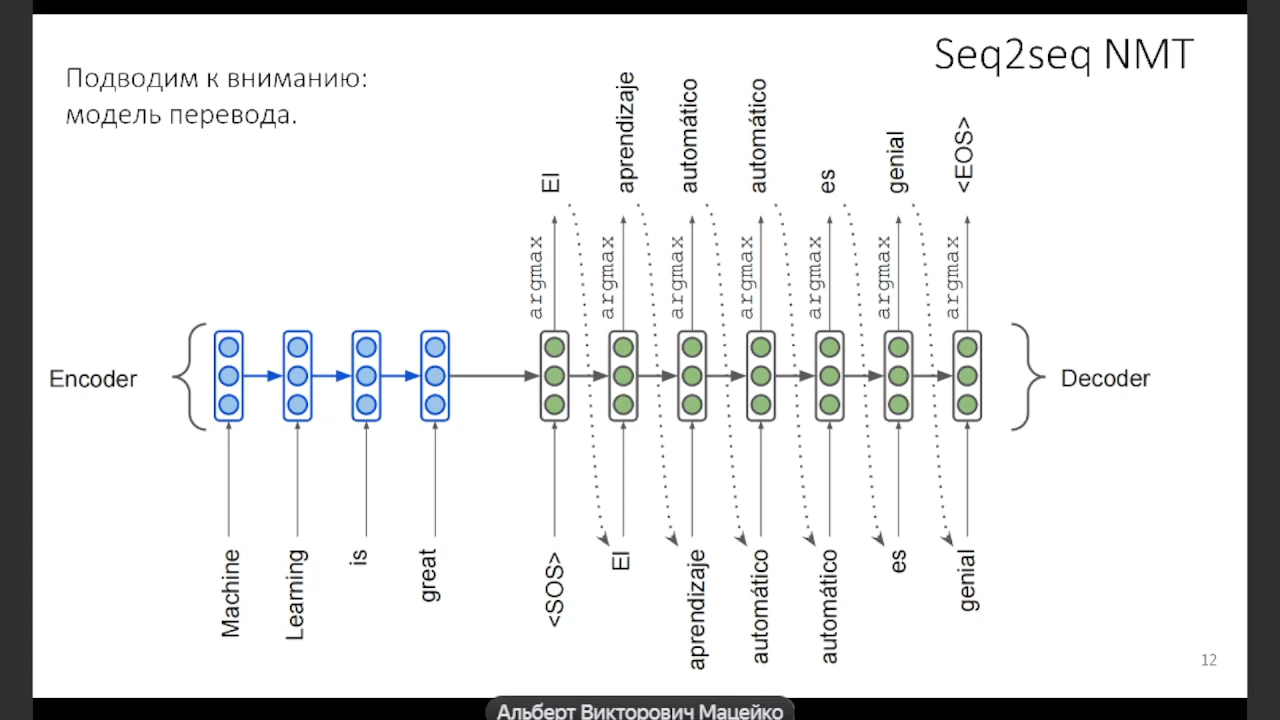 Seq2seq NMT
Подводим к вниманию:
модель перевода.
El
aprendizaje
automático
automático
es
genial
<EOS>
argmax
argmax
argmax
argmax
argmax
argmax
argmax
Encoder
Decoder
Machine
Learning
is
great
<SOS>
El
aprendizaje
automático
automático
es
genial
12
Альберт Викторович Мацейко